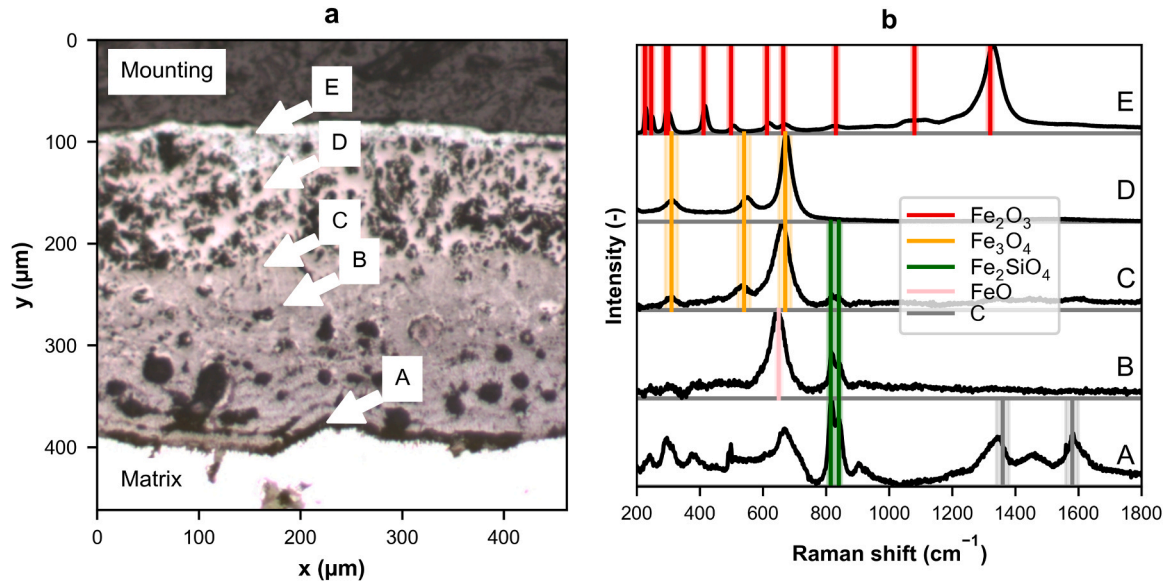 a
0
100
200
300
400
y (µm)
Mounting
E
D
C
B
A
Matrix
0
100
200
300
400
x (µm)
b
Intensity (-)
E
D
C
B
A
Fe₂O₃
Fe₃O₄
Fe₂SiO₄
FeO
C
200 400 600 800 1000 1200 1400 1600 1800
Raman shift (cm⁻¹)